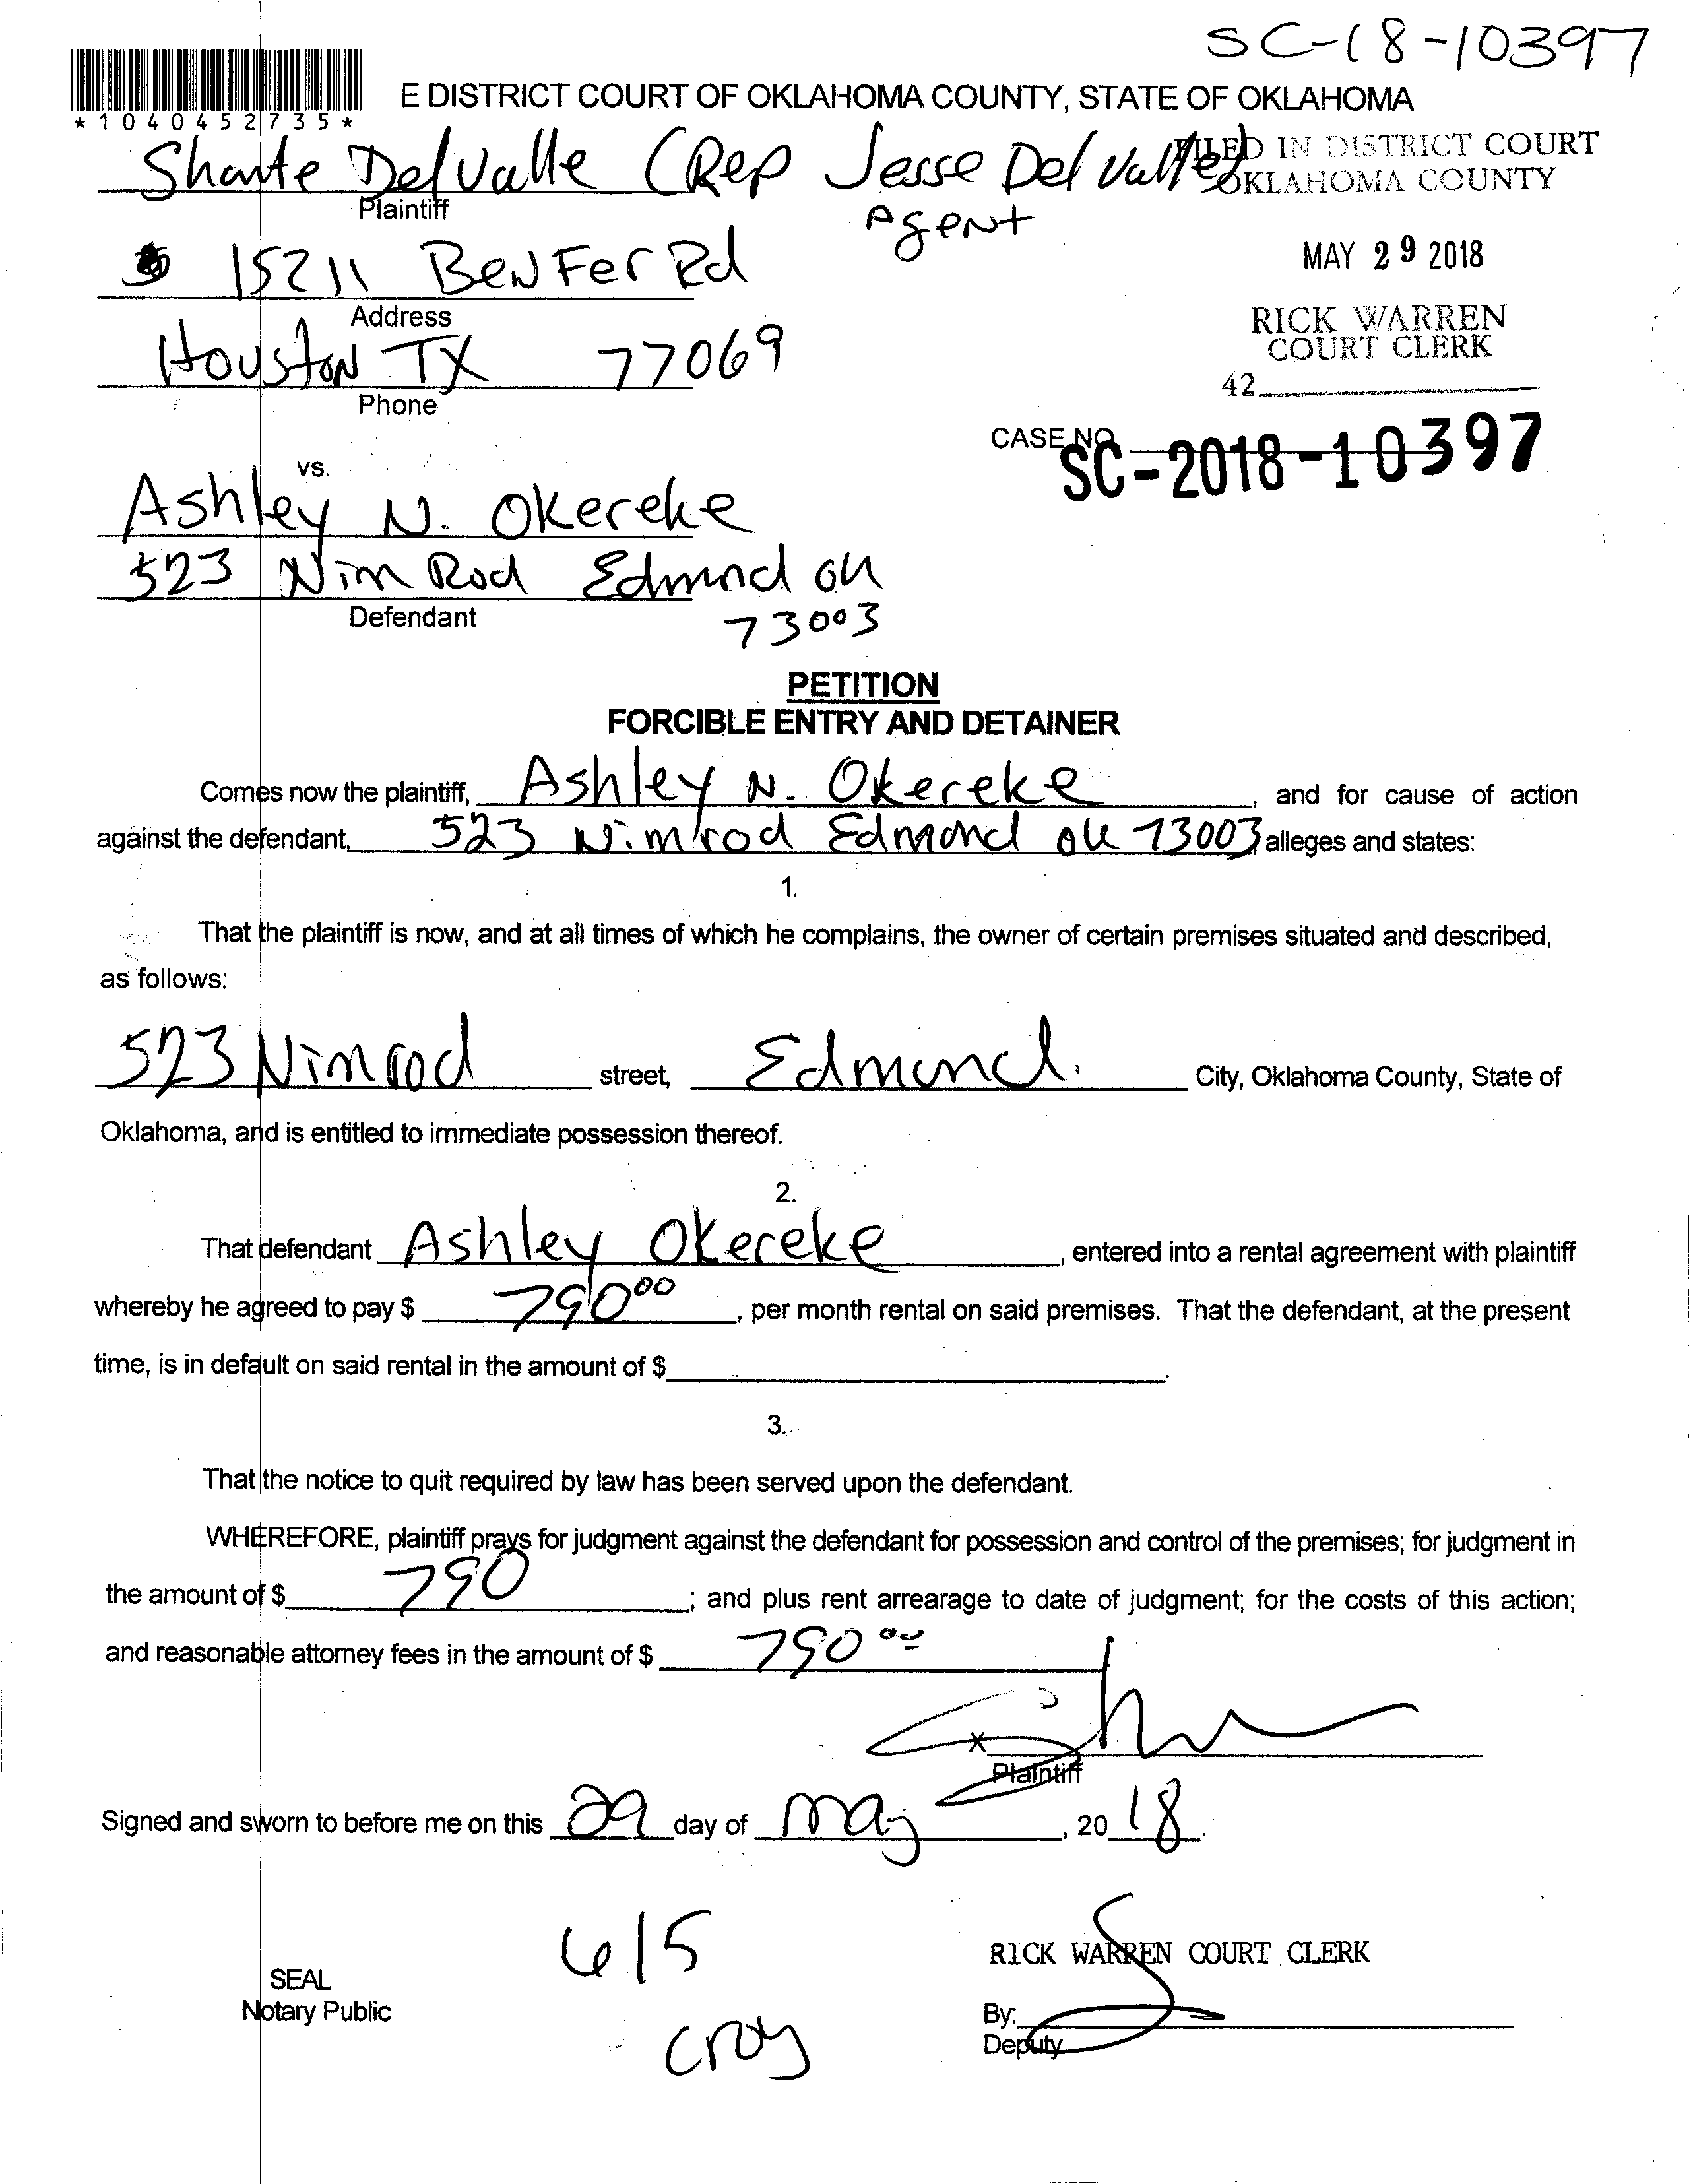 SC-18-10397
E DISTRICT COURT OF OKLAHOMA COUNTY, STATE OF OKLAHOMA
*1040452735*
Shante Del Valle (Rep Jesse Del Valle)
Plaintiff
Agent
FILED IN DISTRICT COURT
OKLAHOMA COUNTY
15211 BenFer Rd
MAY 29 2018
Address
RICK WARREN
COURT CLERK
Houston TX 77069
42
Phone
CASE NO.
SC-2018-10397
vs.
Ashley N. Okereke
523 NimRod Edmond OK
Defendant
73003
PETITION
FORCIBLE ENTRY AND DETAINER
Comes now the plaintiff, Ashley N. Okereke, and for cause of action
against the defendant, 523 Nimrod Edmond OK 73003 alleges and states:
1.
That the plaintiff is now, and at all times of which he complains, the owner of certain premises situated and described,
as follows:
523 Nimrod street, Edmond. City, Oklahoma County, State of
Oklahoma, and is entitled to immediate possession thereof.
2.
That defendant Ashley Okereke, entered into a rental agreement with plaintiff
whereby he agreed to pay $ 790 00, per month rental on said premises. That the defendant, at the present
time, is in default on said rental in the amount of $ .
3.
That the notice to quit required by law has been served upon the defendant.
WHEREFORE, plaintiff prays for judgment against the defendant for possession and control of the premises; for judgment in
the amount of $ 790; and plus rent arrearage to date of judgment; for the costs of this action;
and reasonable attorney fees in the amount of $ 790 00
X
Plaintiff
Signed and sworn to before me on this 29 day of May, 20 18.
6/5
RICK WARREN COURT CLERK
SEAL
Notary Public
By:
Deputy
Croy